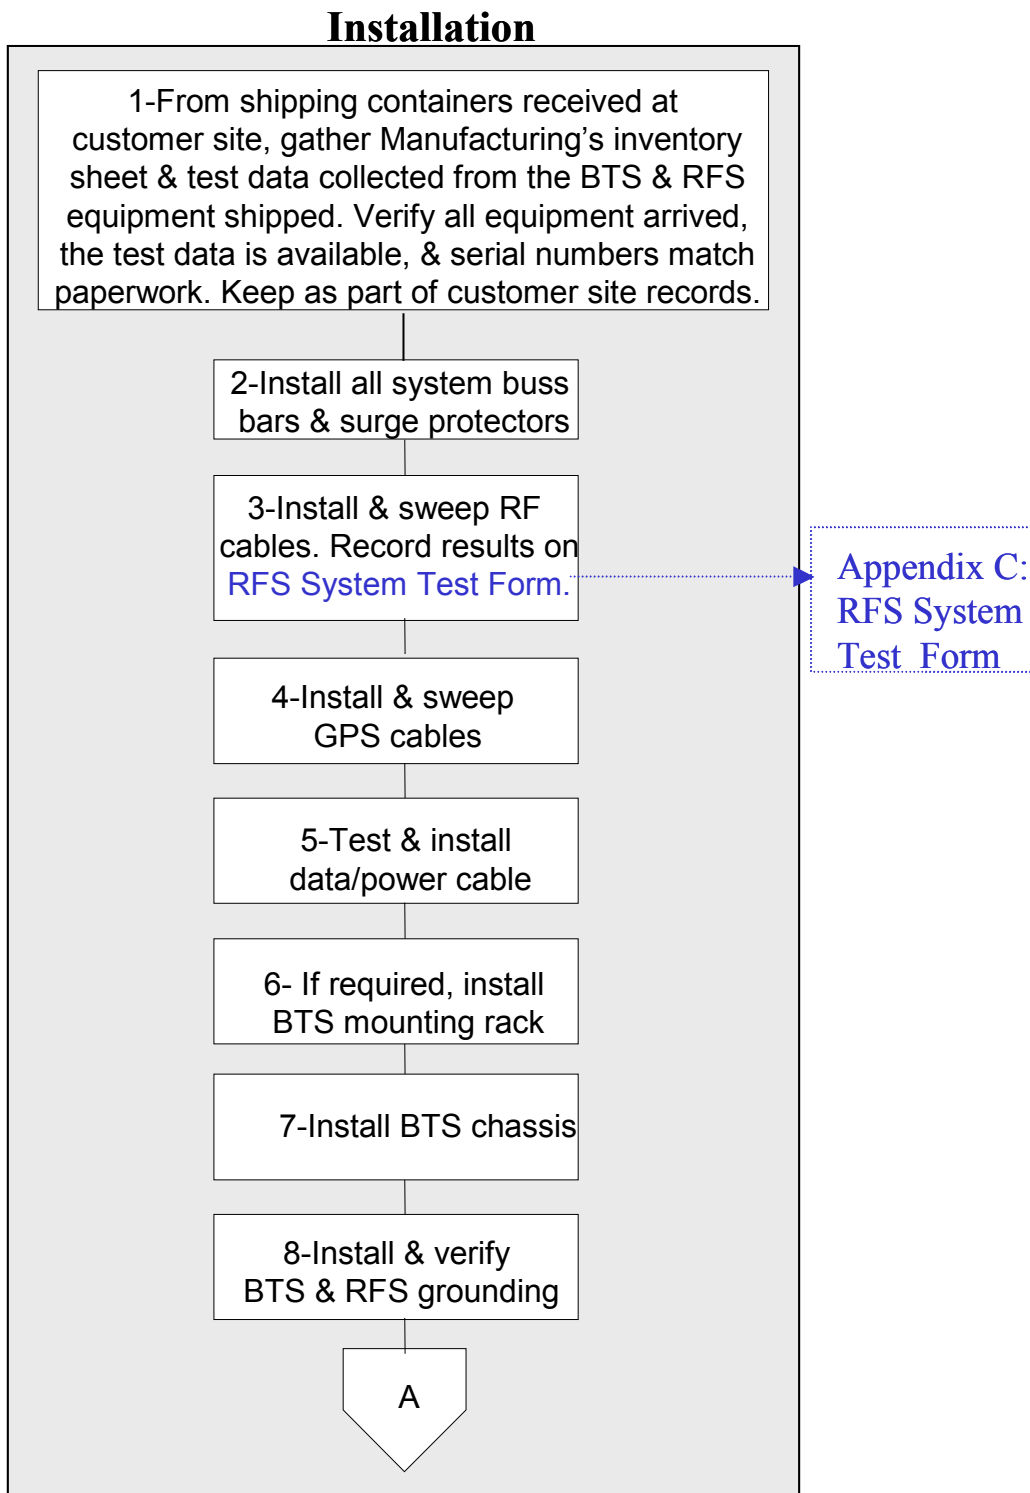 Installation
1-From shipping containers received at
customer site, gather Manufacturing's inventory
sheet & test data collected from the BTS & RFS
equipment shipped. Verify all equipment arrived,
the test data is available, & serial numbers match
paperwork. Keep as part of customer site records.
2-Install all system buss
bars & surge protectors
3-Install & sweep RF
cables. Record results on
RFS System Test Form.
Appendix C:
RFS System
Test Form
4-Install & sweep
GPS cables
5-Test & install
data/power cable
6- If required, install
BTS mounting rack
7-Install BTS chassis
8-Install & verify
BTS & RFS grounding
A